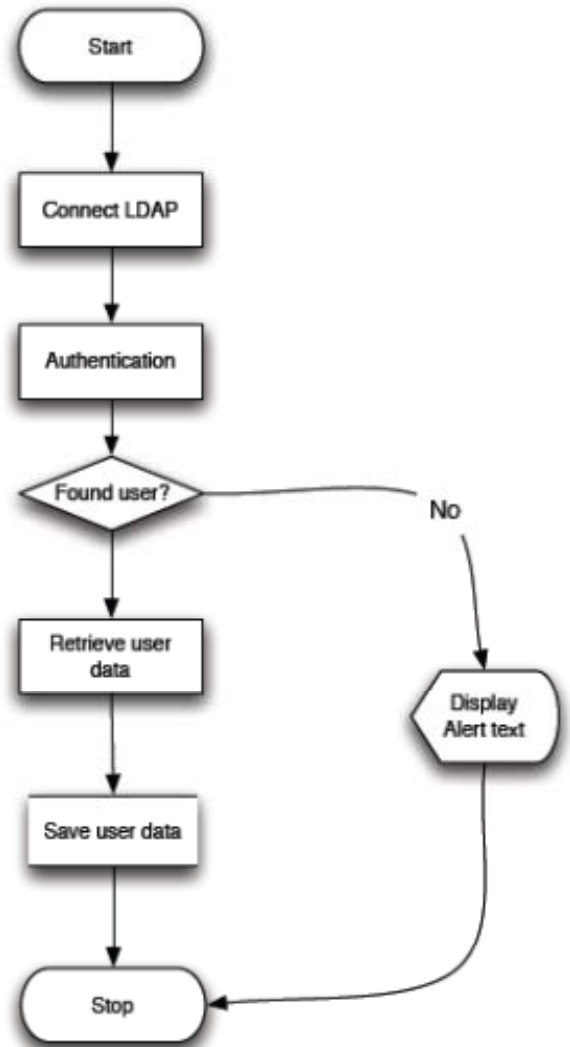 Start
Connect LDAP
Authentication
Found user?
No
Retrieve user
data
Display
Alert text
Save user data
Stop